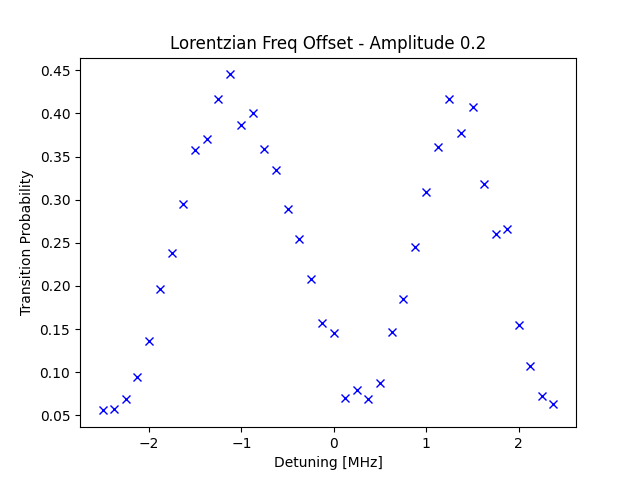 Lorentzian Freq Offset - Amplitude 0.2
0.45
0.40
0.35
0.30
0.25
0.20
0.15
0.10
0.05
Transition Probability
−2 −1 0 1 2
Detuning [MHz]